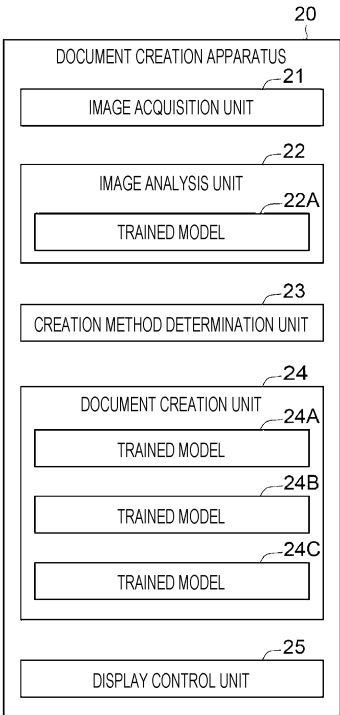 20
DOCUMENT CREATION APPARATUS
21
IMAGE ACQUISITION UNIT
22
IMAGE ANALYSIS UNIT
22A
TRAINED MODEL
23
CREATION METHOD DETERMINATION UNIT
24
DOCUMENT CREATION UNIT
24A
TRAINED MODEL
24B
TRAINED MODEL
24C
TRAINED MODEL
25
DISPLAY CONTROL UNIT